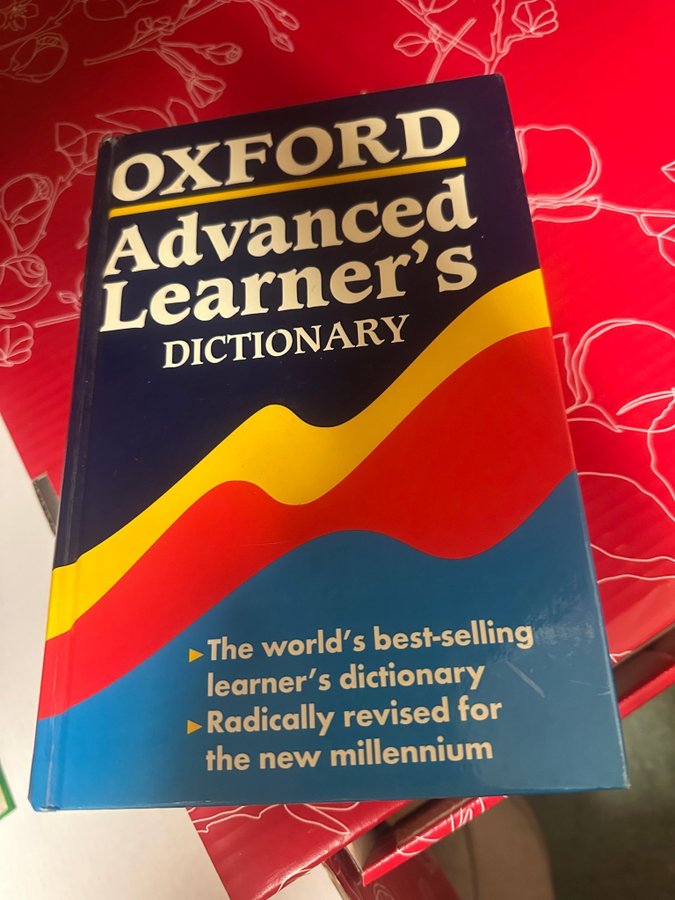 OXFORD
Advanced
Learner's
DICTIONARY
▸The world's best-selling
learner's dictionary
▸Radically revised for
the new millennium